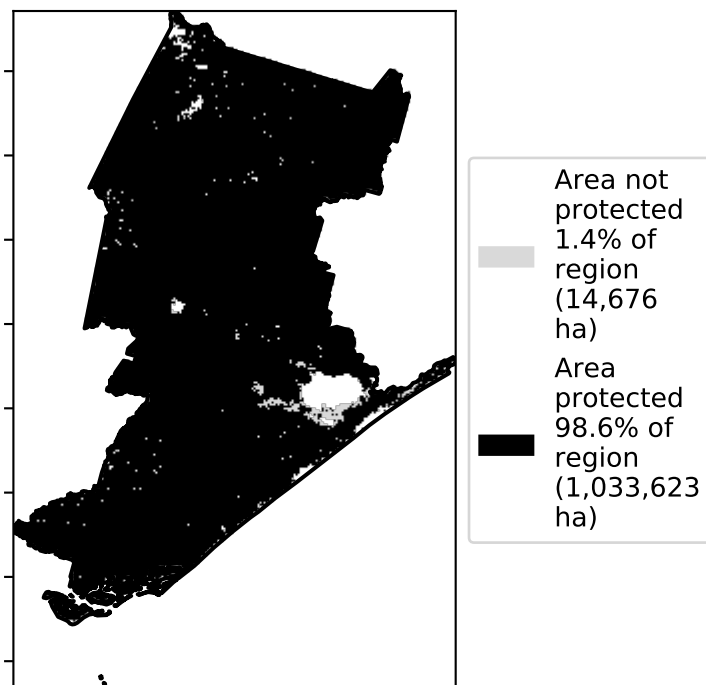 Area not
protected
1.4% of
region
(14,676
ha)
Area
protected
98.6% of
region
(1,033,623
ha)